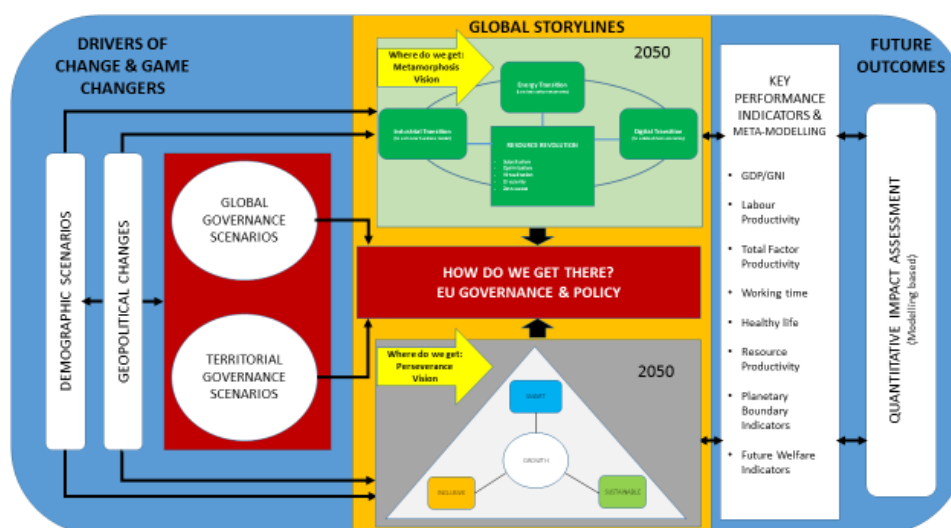 DRIVERS OF
CHANGE & GAME
CHANGERS
DEMOGRAPHIC SCENARIOS
GEOPOLITICAL CHANGES
GLOBAL
GOVERNANCE
SCENARIOS
TERRITORIAL
GOVERNANCE
SCENARIOS
GLOBAL STORYLINES
Where do we get:
Metamorphosis
Vision
2050
Energy Transition
Industrial Transition
Digital Transition
RESOURCE REVOLUTION
HOW DO WE GET THERE?
EU GOVERNANCE & POLICY
Where do we get:
Perseverance
Vision
2050
SMART
GROWTH
INCLUSIVE
SUSTAINABLE
KEY
PERFORMANCE
INDICATORS &
META-MODELLING
• GDP/GNI
• Labour
Productivity
• Total Factor
Productivity
• Working time
• Healthy life
• Resource
Productivity
• Planetary
Boundary
Indicators
• Future Welfare
Indicators
FUTURE
OUTCOMES
QUANTITATIVE IMPACT ASSESSMENT
(Modelling based)